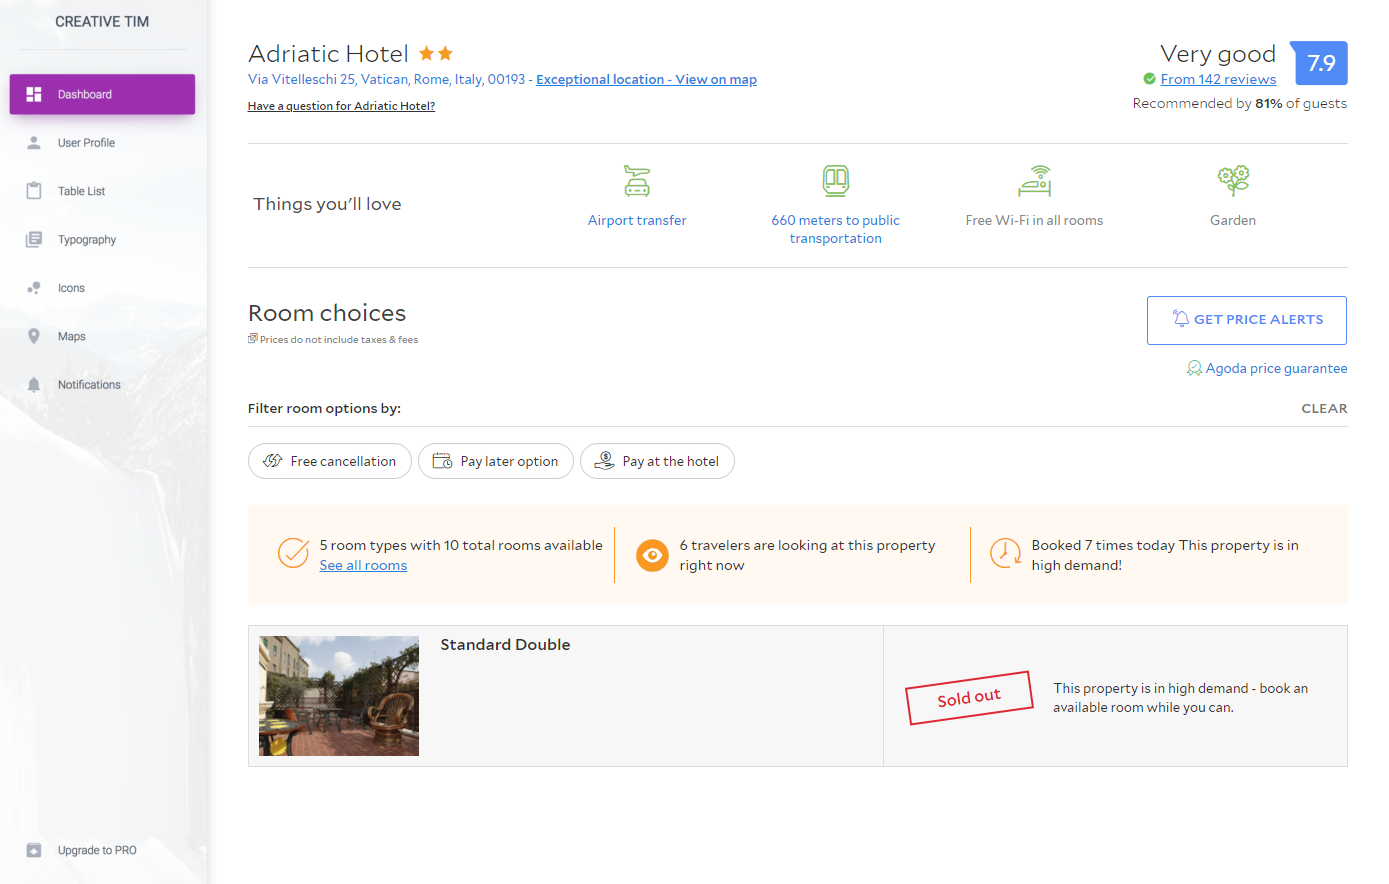 CREATIVE TIM
Dashboard
User Profile
Table List
Typography
Icons
Maps
Notifications
Upgrade to PRO
Adriatic Hotel
Via Vitelleschi 25, Vatican, Rome, Italy, 00193 - Exceptional location - View on map
Have a question for Adriatic Hotel?
Very good
7.9
From 142 reviews
Recommended by 81% of guests
Things you'll love
Airport transfer
660 meters to public
transportation
Free Wi-Fi in all rooms
Garden
Room choices
Prices do not include taxes & fees
GET PRICE ALERTS
Agoda price guarantee
Filter room options by:
CLEAR
Free cancellation
Pay later option
Pay at the hotel
5 room types with 10 total rooms available
See all rooms
6 travelers are looking at this property
right now
Booked 7 times today This property is in
high demand!
Standard Double
Sold out
This property is in high demand - book an
available room while you can.